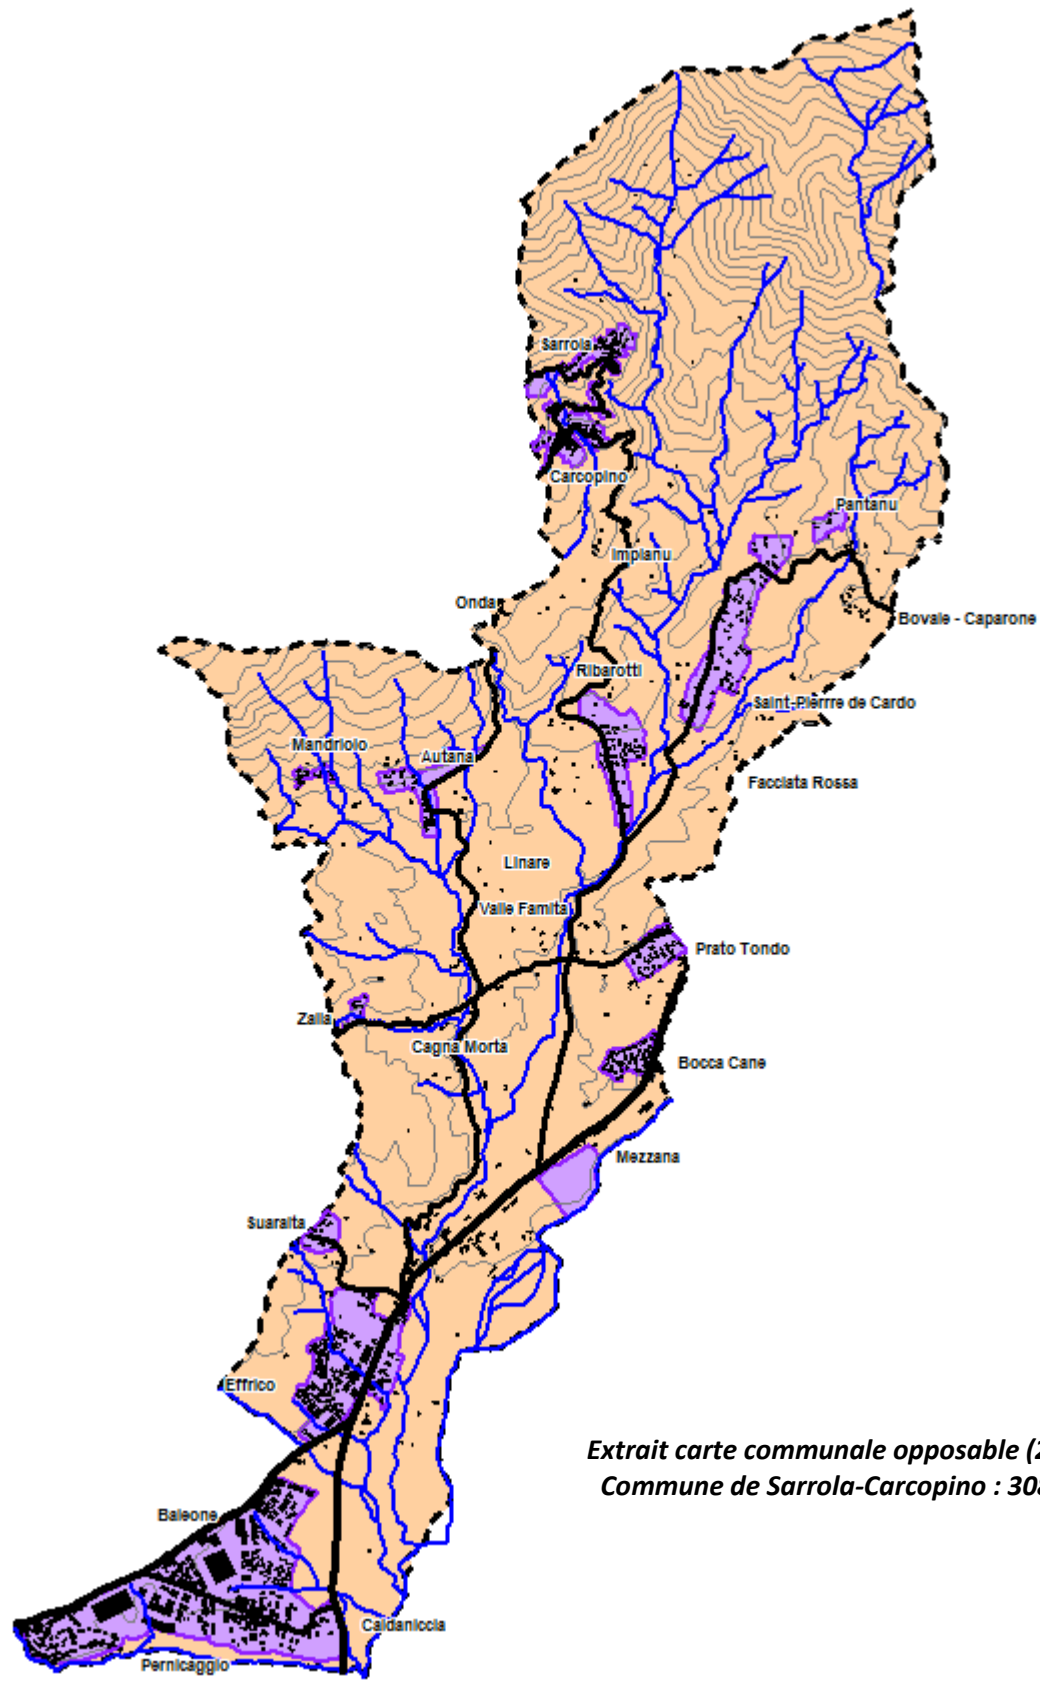 Sarrola
Carcopino
Pantanu
Impianu
Onda
Bovale - Caparone
Ribarotti
Saint-Pierrre de Cardo
Mandriolo
Autana
Facciata Rossa
Linare
Valle Famita
Prato Tondo
Zalla
Cagna Morta
Bocca Cane
Mezzana
Suaralta
Effrico
Extrait carte communale opposable (2
Commune de Sarrola-Carcopino : 308
Baleone
Caldaniccia
Pernicaggio